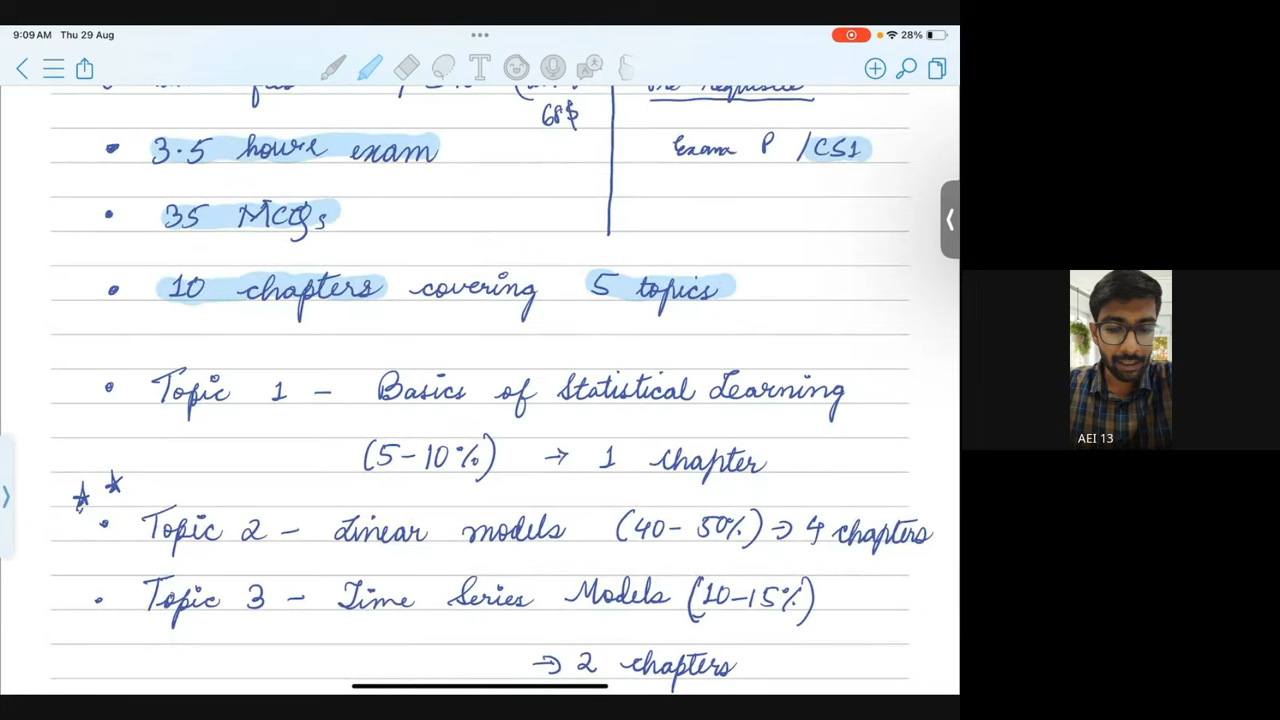 9:09 AM Thu 29 Aug
28%
68$
Pre Requisite
• 3.5 hours exam
Exam P / CS1
• 35 MCQs
• 10 chapters covering 5 topics
• Topic 1 - Basics of Statistical Learning
(5-10%) → 1 chapter
• Topic 2 - Linear models (40-50%) → 4 chapters
• Topic 3 - Time Series Models (10-15%)
→ 2 chapters
AEI 13